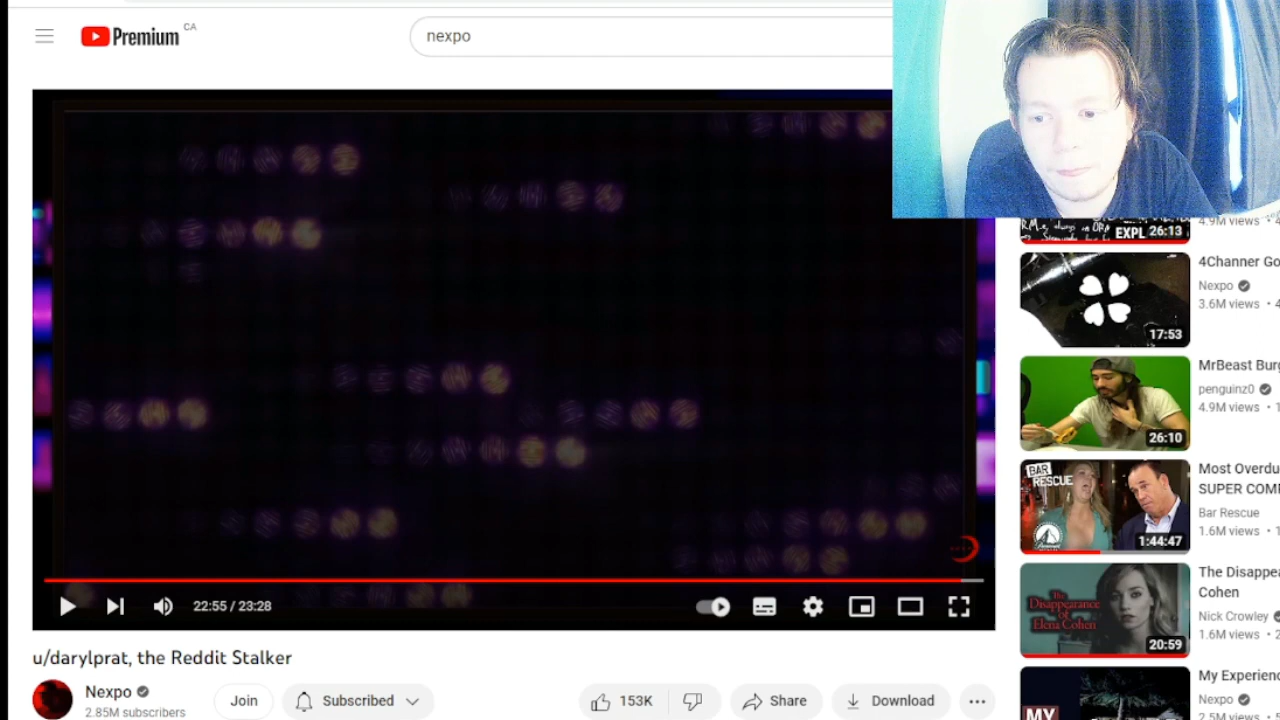 Premium CA
nexpo
EXPL 26:13
4.9M views
4Channer Go
Nexpo
3.6M views
17:53
MrBeast Burg
penguinz0
4.9M views
26:10
BAR
RESCUE
Most Overdu
SUPER COMP
Bar Rescue
1.6M views
1:44:47
The
Disappearance
of
Elena Cohen
The Disappea
Cohen
Nick Crowley
1.6M views
20:59
My Experienc
Nexpo
2.5M views
MY
22:55 / 23:28
u/darylprat, the Reddit Stalker
Nexpo
2.85M subscribers
Join
Subscribed
153K
Share
Download